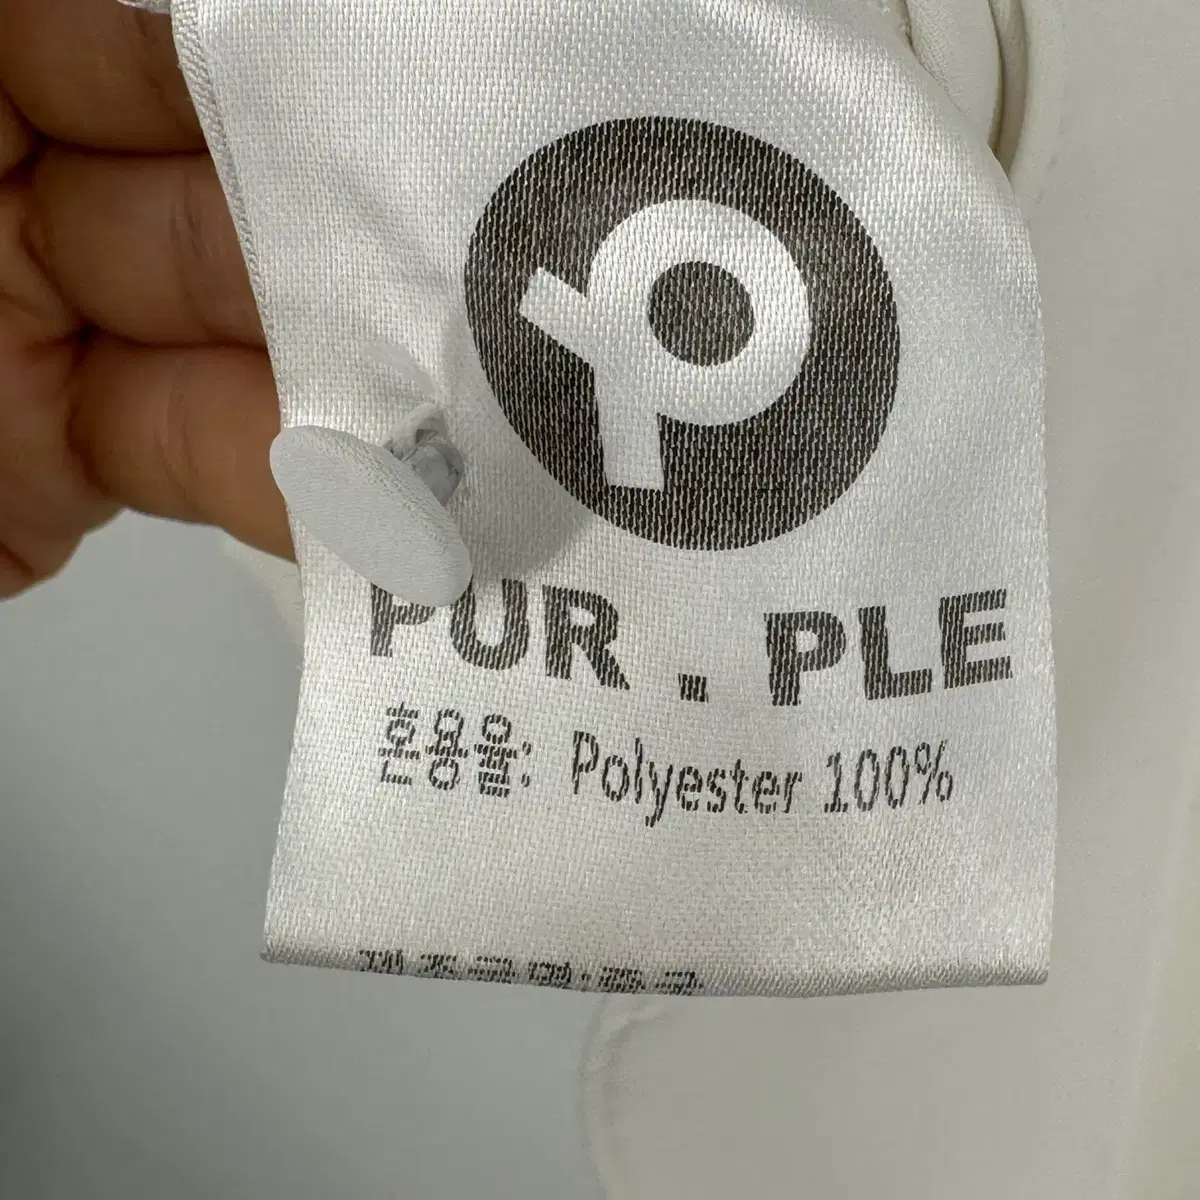 PUR . PLE
혼용율: Polyester 100%